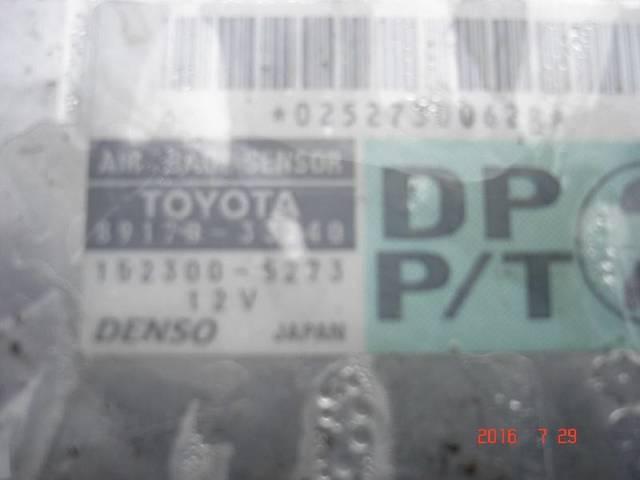 AIR BAG SENSOR
TOYOTA
152300-5273
12V
DENSO JAPAN
DP
P/T
2016 7 29